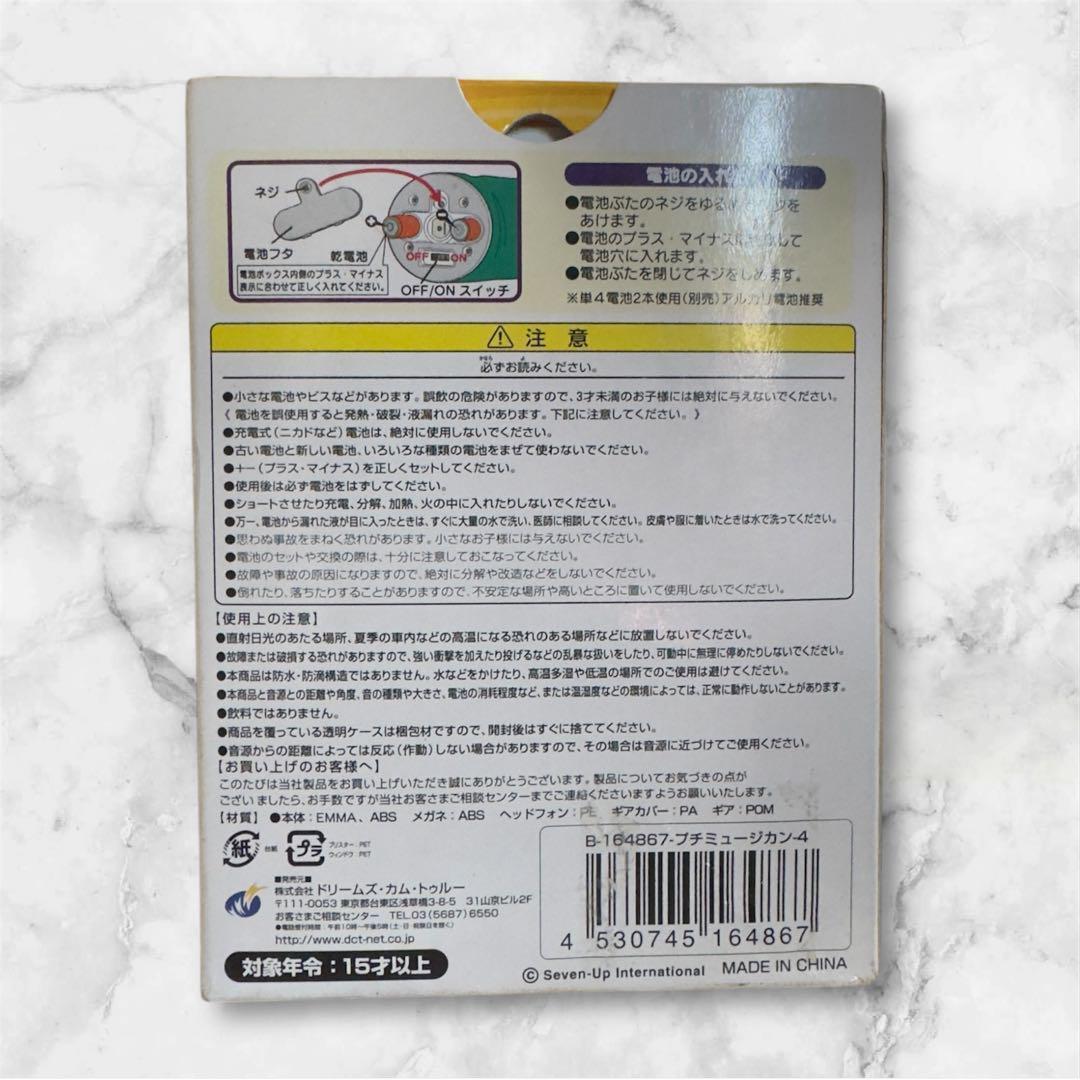 ネジ
電池フタ
乾電池
OFF ON
電池ボックス内側のプラス・マイナス
表示に合わせて正しく入れてください。
OFF/ON スイッチ
電池の入れ
●電池ぶたのネジをゆるめ
あけます。
●電池のプラス・マイナス して
電池穴に入れます。
●電池ぶたを閉じてネジをしめます。
※単4電池2本使用(別売)アルカリ電池推奨
注 意
必ずお読みください。
●小さな電池やビスなどがあります。誤飲の危険がありますので、3才未満のお子様には絶対に与えないでください。
《 電池を誤使用すると発熱・破裂・液漏れの恐れがあります。下記に注意してください。》
●充電式(ニカドなど)電池は、絶対に使用しないでください。
●古い電池と新しい電池、いろいろな種類の電池をまぜて使わないでください。
●+−(プラス・マイナス)を正しくセットしてください。
●使用後は必ず電池をはずしてください。
●ショートさせたり充電、分解、加熱、火の中に入れたりしないでください。
●万一、電池から漏れた液が目に入ったときは、すぐに大量の水で洗い、医師に相談してください。皮膚や服に着いたときは水で洗ってください。
●思わぬ事故をまねく恐れがあります。小さなお子様には与えないでください。
●電池のセットや交換の際は、十分に注意しておこなってください。
●故障や事故の原因になりますので、絶対に分解や改造などをしないでください。
●倒れたり、落ちたりすることがありますので、不安定な場所や高いところに置いて使用しないでください。
【使用上の注意】
●直射日光のあたる場所、夏季の車内などの高温になる恐れのある場所などに放置しないでください。
●故障または破損する恐れがありますので、強い衝撃を加えたり投げるなどの乱暴な扱いをしたり、可動中に無理に停めたりしないでください。
●本商品は防水・防滴構造ではありません。水などをかけたり、高温多湿や低温の場所でのご使用は避けてください。
●本商品と音源との距離や角度、音の種類や大きさ、電池の消耗程度など、または温湿度などの環境によっては、正常に動作しないことがあります。
●飲料ではありません。
●商品を覆っている透明ケースは梱包材ですので、開封後はすぐに捨ててください。
●音源からの距離によっては反応(作動)しない場合がありますので、その場合は音源に近づけてご使用ください。
【お買い上げのお客様へ】
このたびは当社製品をお買い上げいただき誠にありがとうございます。製品についてお気づきの点が
ございましたら、お手数ですが当社お客さまご相談センターまでご連絡くださいますようお願いいたします。
【材質】 ●本体:EMMA、ABS メガネ:ABS ヘッドフォン:PE ギアカバー:PA ギア:POM
紙 台紙 プラ ブリスター:PET
ウィンドウ:PET
B-164867-プチミュージカン-4
■発売元■
株式会社 ドリームズ・カム・トゥルー
〒111-0053 東京都台東区浅草橋3-8-5 31山京ビル2F
お客さまご相談センター TEL.03(5687)6550
●電話受付時間:午前10時〜午後5時(土・日・祝祭日を除く)
http://www.dct-net.co.jp
4 530745 164867
対象年令:15才以上
© Seven-Up International MADE IN CHINA